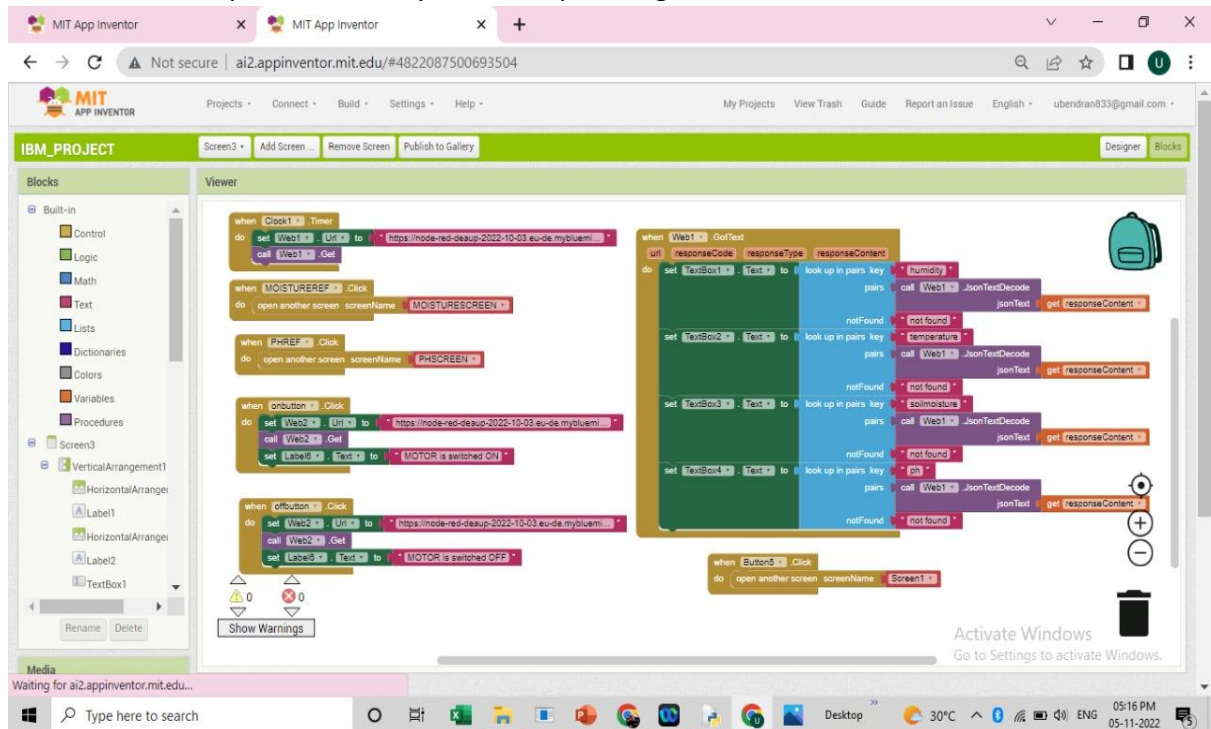 MIT App Inventor
MIT App Inventor
Not secure | ai2.appinventor.mit.edu/#4822087500693504
MIT
APP INVENTOR
Projects Connect Build Settings Help My Projects View Trash Guide Report an Issue English ubendran833@gmail.com
IBM_PROJECT Screen3 Add Screen ... Remove Screen Publish to Gallery Designer Blocks
Blocks
Built-in
Control
Logic
Math
Text
Lists
Dictionaries
Colors
Variables
Procedures
Screen3
VerticalArrangement1
HorizontalArranger
Label1
HorizontalArranger
Label2
TextBox1
Rename Delete
Media
Viewer
when Clock1 .Timer
do set Web1 . Url to " https://node-red-deaup-2022-10-03.eu-de.mybluemi... "
call Web1 .Get
when MOISTUREREF .Click
do open another screen screenName MOISTURESCREEN
when PHREF .Click
do open another screen screenName PHSCREEN
when onbutton .Click
do set Web2 . Url to " https://node-red-deaup-2022-10-03.eu-de.mybluemi... "
call Web2 .Get
set Label6 . Text to " MOTOR is switched ON "
when offbutton .Click
do set Web2 . Url to " https://node-red-deaup-2022-10-03.eu-de.mybluemi... "
call Web2 .Get
set Label6 . Text to " MOTOR is switched OFF "
0 0
Show Warnings
when Web1 .GotText
url responseCode responseType responseContent
do set TextBox1 . Text to look up in pairs key " humidity "
pairs call Web1 .JsonTextDecode
jsonText get responseContent
notFound " not found "
set TextBox2 . Text to look up in pairs key " temperature "
pairs call Web1 .JsonTextDecode
jsonText get responseContent
notFound " not found "
set TextBox3 . Text to look up in pairs key " soilmoisture "
pairs call Web1 .JsonTextDecode
jsonText get responseContent
notFound " not found "
set TextBox4 . Text to look up in pairs key " ph "
pairs call Web1 .JsonTextDecode
jsonText get responseContent
notFound " not found "
when Button5 .Click
do open another screen screenName Screen1
Activate Windows
Go to Settings to activate Windows.
Waiting for ai2.appinventor.mit.edu...
Type here to search Desktop 30°C ENG 05:16 PM
05-11-2022